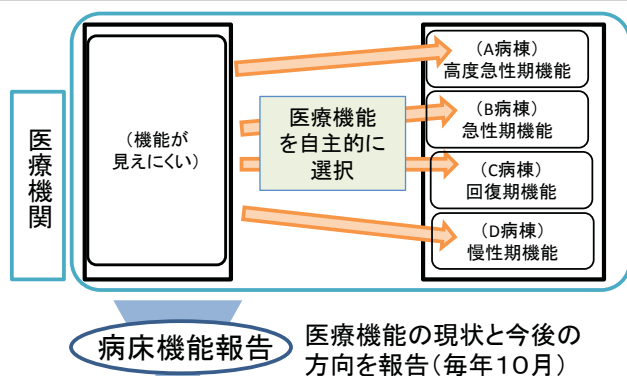 医療機関
(機能が
見えにくい)
医療機能
を自主的に
選択
(A病棟)
高度急性期機能
(B病棟)
急性期機能
(C病棟)
回復期機能
(D病棟)
慢性期機能
病床機能報告
医療機能の現状と今後の
方向を報告(毎年10月)